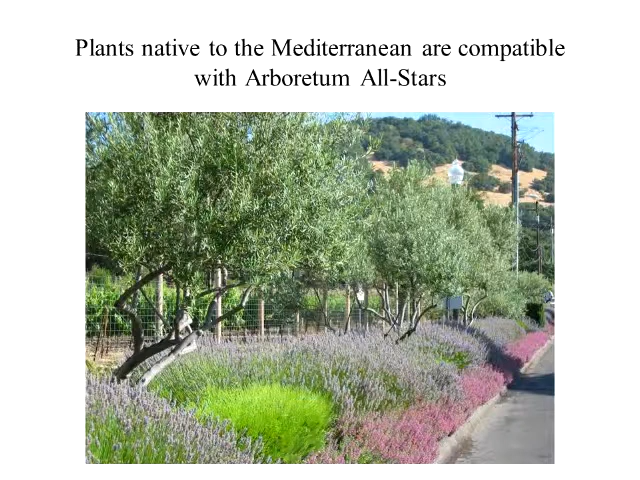 Plants native to the Mediterranean are compatible
with Arboretum All-Stars